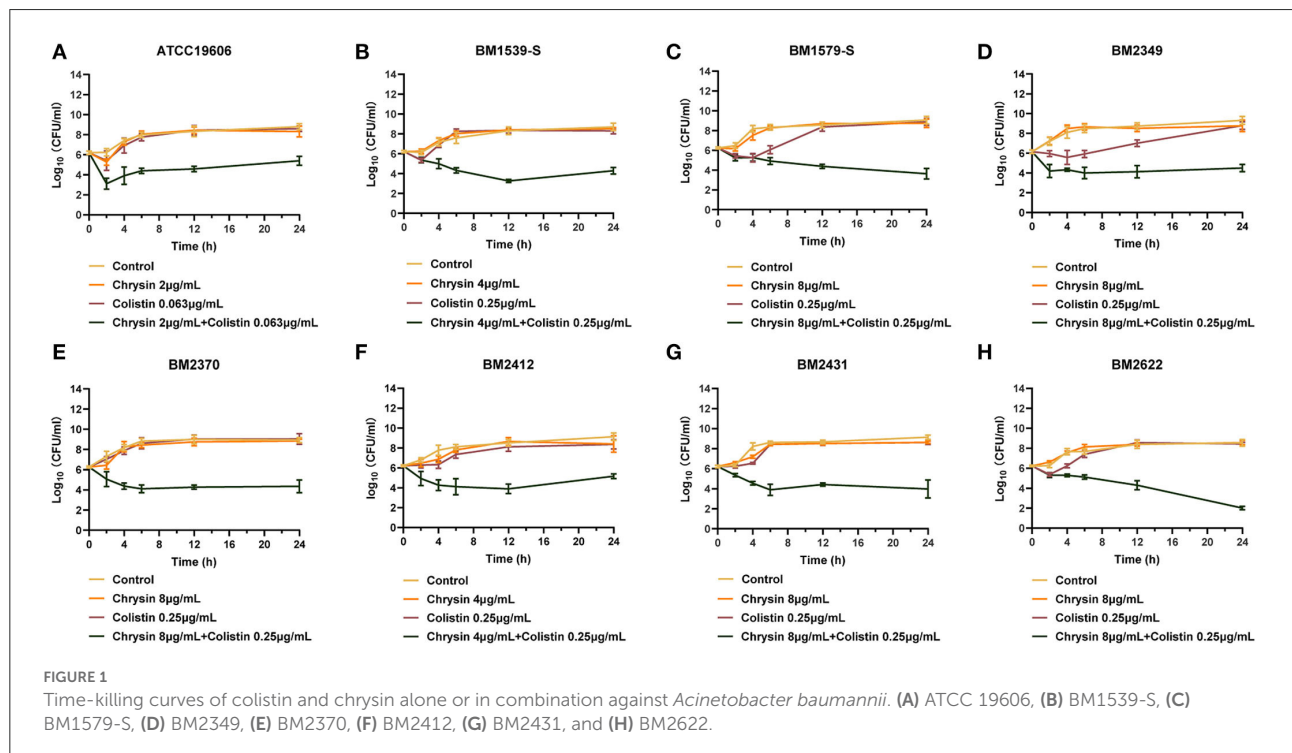 A
ATCC19606
Log10 (CFU/ml)
14
12
10
8
6
4
2
0
0 4 8 12 16 20 24
Time (h)
Control
Chrysin 2µg/mL
Colistin 0.063µg/mL
Chrysin 2µg/mL+Colistin 0.063µg/mL
B
BM1539-S
Log10 (CFU/ml)
14
12
10
8
6
4
2
0
0 4 8 12 16 20 24
Time (h)
Control
Chrysin 4µg/mL
Colistin 0.25µg/mL
Chrysin 4µg/mL+Colistin 0.25µg/mL
C
BM1579-S
Log10 (CFU/ml)
14
12
10
8
6
4
2
0
0 4 8 12 16 20 24
Time (h)
Control
Chrysin 8µg/mL
Colistin 0.25µg/mL
Chrysin 8µg/mL+Colistin 0.25µg/mL
D
BM2349
Log10 (CFU/ml)
14
12
10
8
6
4
2
0
0 4 8 12 16 20 24
Time (h)
Control
Chrysin 8µg/mL
Colistin 0.25µg/mL
Chrysin 8µg/mL+Colistin 0.25µg/mL
E
BM2370
Log10 (CFU/ml)
14
12
10
8
6
4
2
0
0 4 8 12 16 20 24
Time (h)
Control
Chrysin 8µg/mL
Colistin 0.25µg/mL
Chrysin 8µg/mL+Colistin 0.25µg/mL
F
BM2412
log10 (CFU/ml)
14
12
10
8
6
4
2
0
0 4 8 12 16 20 24
Time (h)
Control
Chrysin 4µg/mL
Colistin 0.25µg/mL
Chrysin 4µg/mL+Colistin 0.25µg/mL
G
BM2431
Log10 (CFU/ml)
14
12
10
8
6
4
2
0
0 4 8 12 16 20 24
Time (h)
Control
Chrysin 8µg/mL
Colistin 0.25µg/mL
Chrysin 8µg/mL+Colistin 0.25µg/mL
H
BM2622
Log10 (CFU/ml)
14
12
10
8
6
4
2
0
0 4 8 12 16 20 24
Time (h)
Control
Chrysin 8µg/mL
Colistin 0.25µg/mL
Chrysin 8µg/mL+Colistin 0.25µg/mL
FIGURE 1
Time-killing curves of colistin and chrysin alone or in combination against Acinetobacter baumannii. (A) ATCC 19606, (B) BM1539-S, (C)
BM1579-S, (D) BM2349, (E) BM2370, (F) BM2412, (G) BM2431, and (H) BM2622.